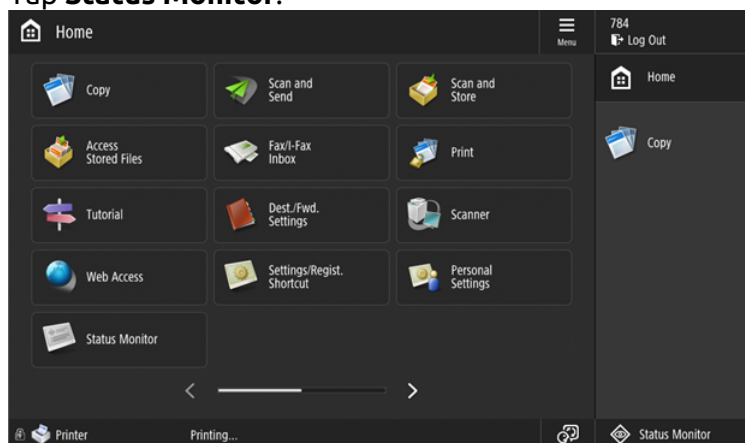 Tap Status Monitor.
Home
Menu
784
Log Out
Copy
Scan and
Send
Scan and
Store
Home
Access
Stored Files
Fax/I-Fax
Inbox
Print
Copy
Tutorial
Dest./Fwd.
Settings
Scanner
Web Access
Settings/Regist.
Shortcut
Personal
Settings
Status Monitor
Printer
Printing...
Status Monitor